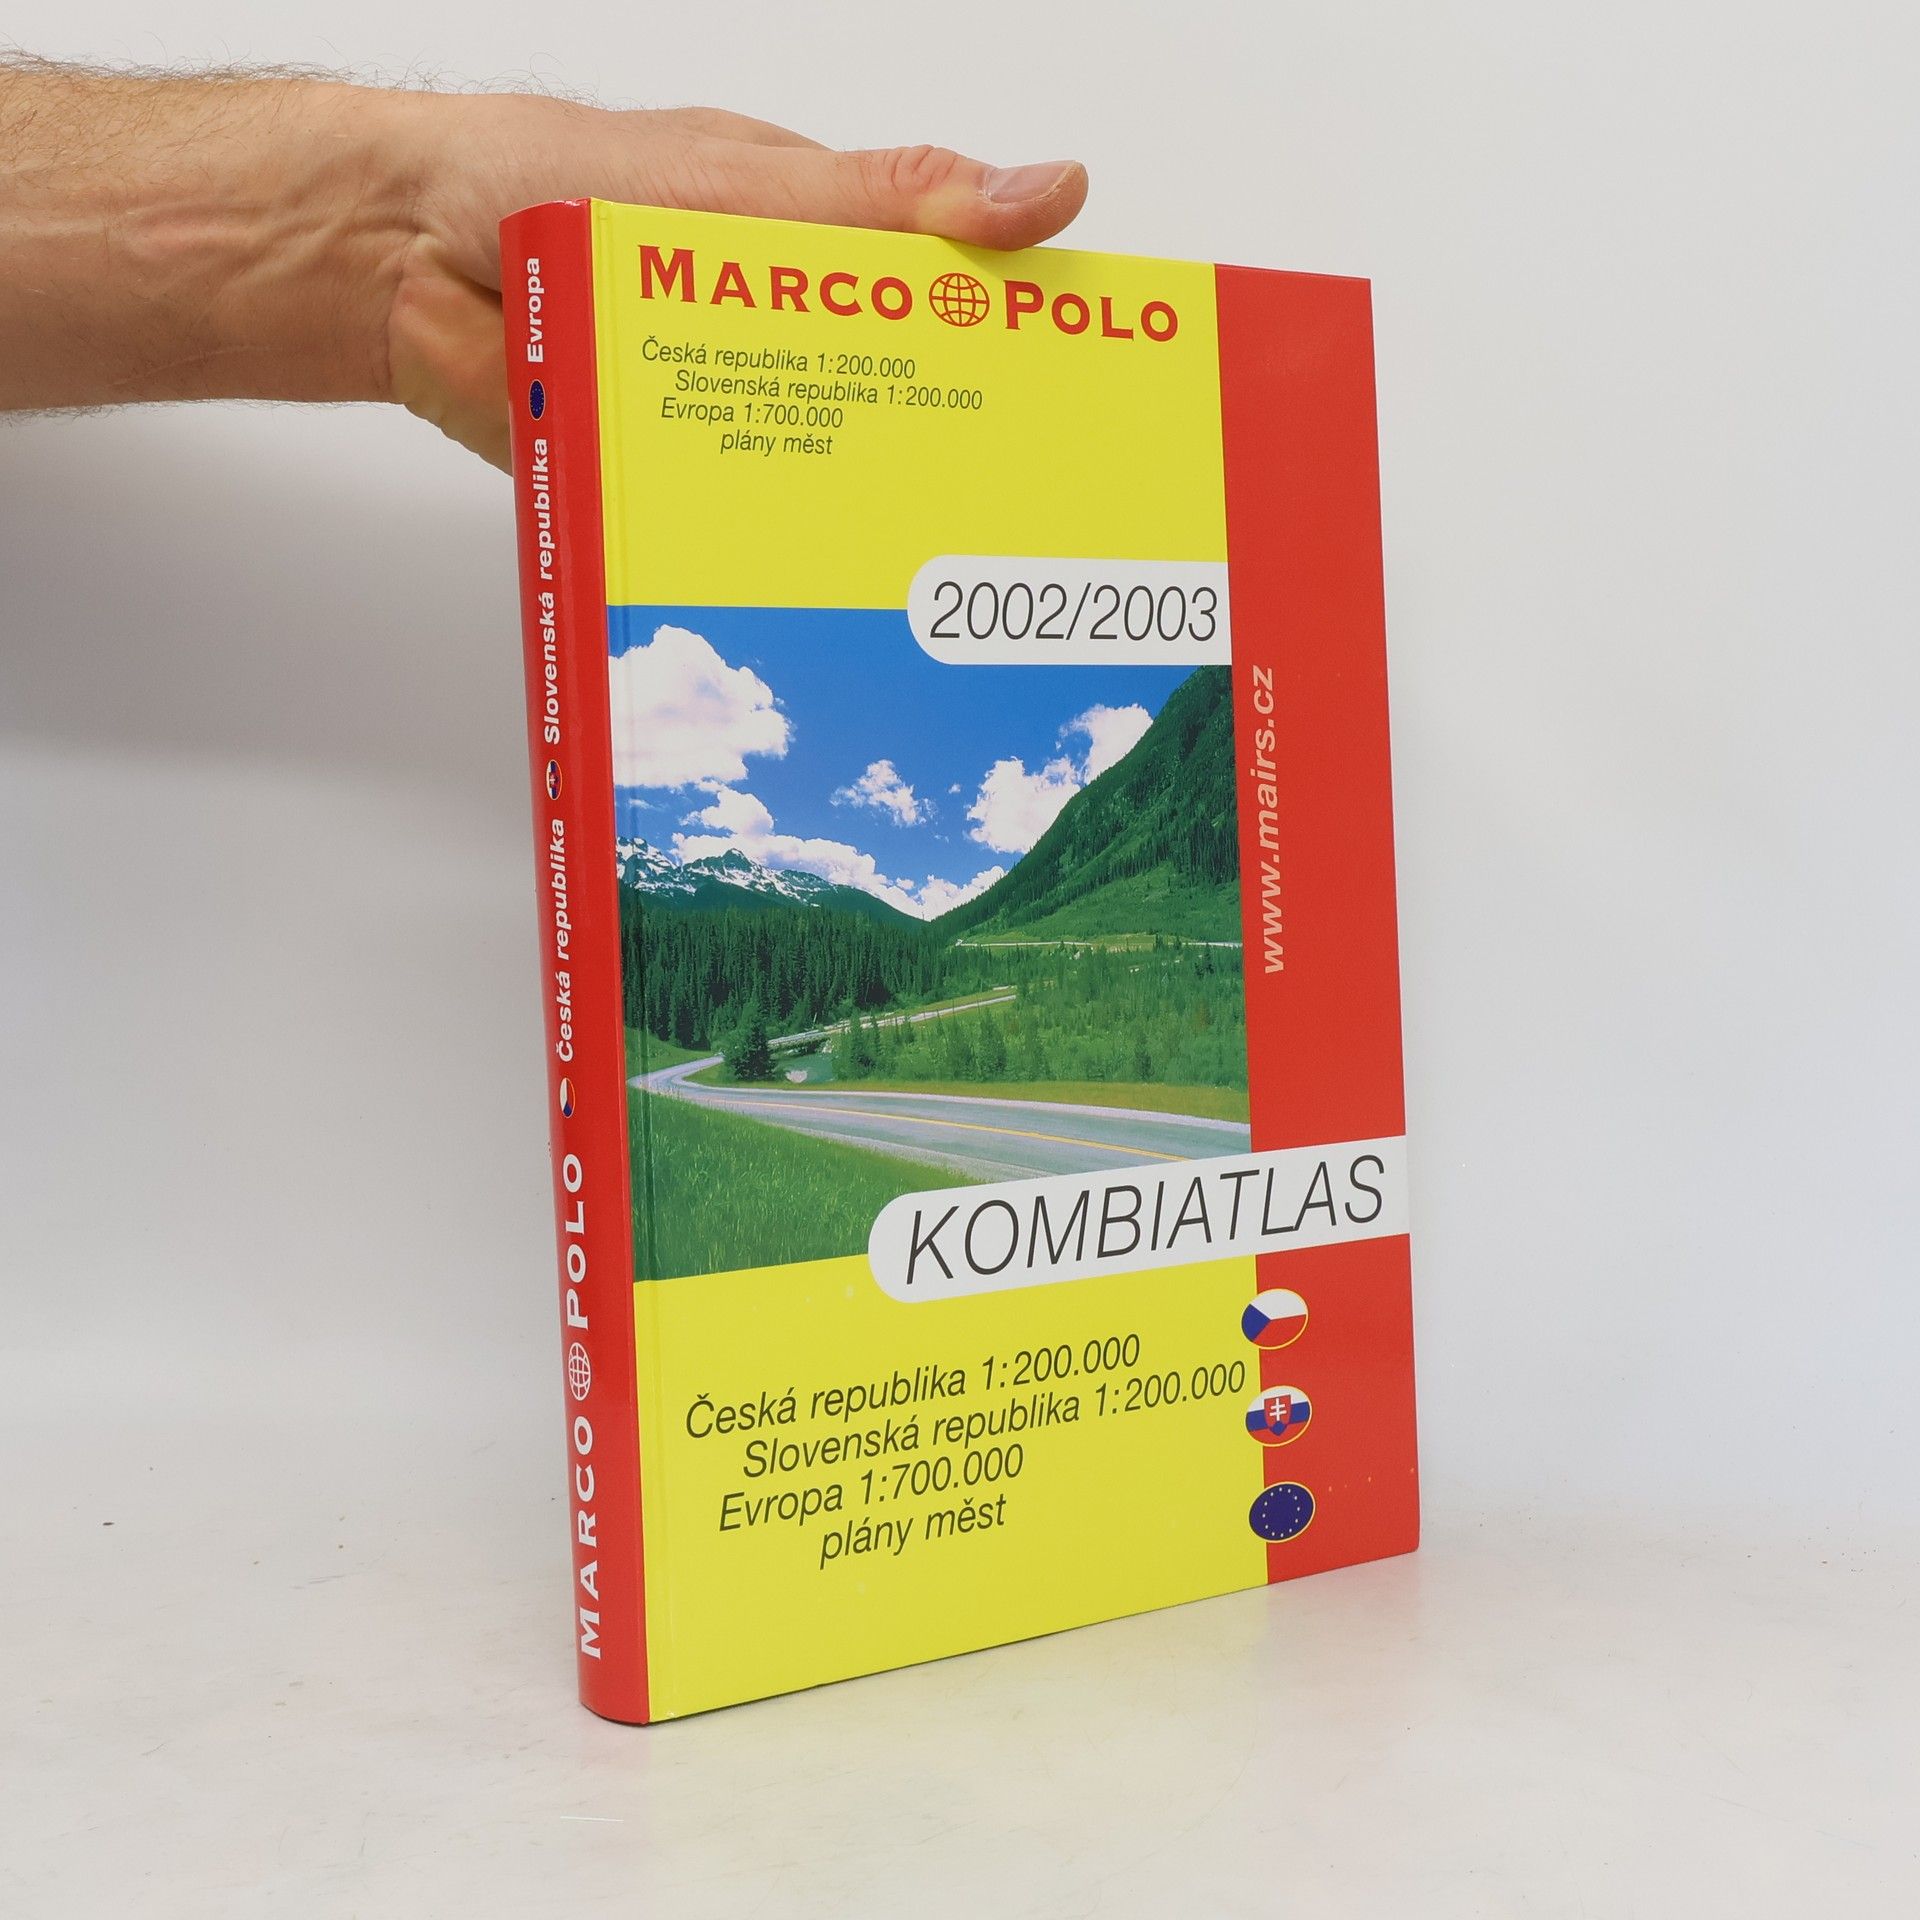 MARCO POLO
Česká republika 1:200.000
Slovenská republika 1:200.000
Evropa 1:700.000
plány měst
2002/2003
www.mairs.cz
KOMBIATLAS
Česká republika 1:200.000
Slovenská republika 1:200.000
Evropa 1:700.000
plány měst
MARCO POLO Česká republika Slovenská republika Evropa